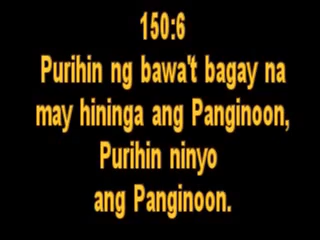 150:6
Purihin ng bawa't bagay na
may hininga ang Panginoon,
Purihin ninyo
ang Panginoon.